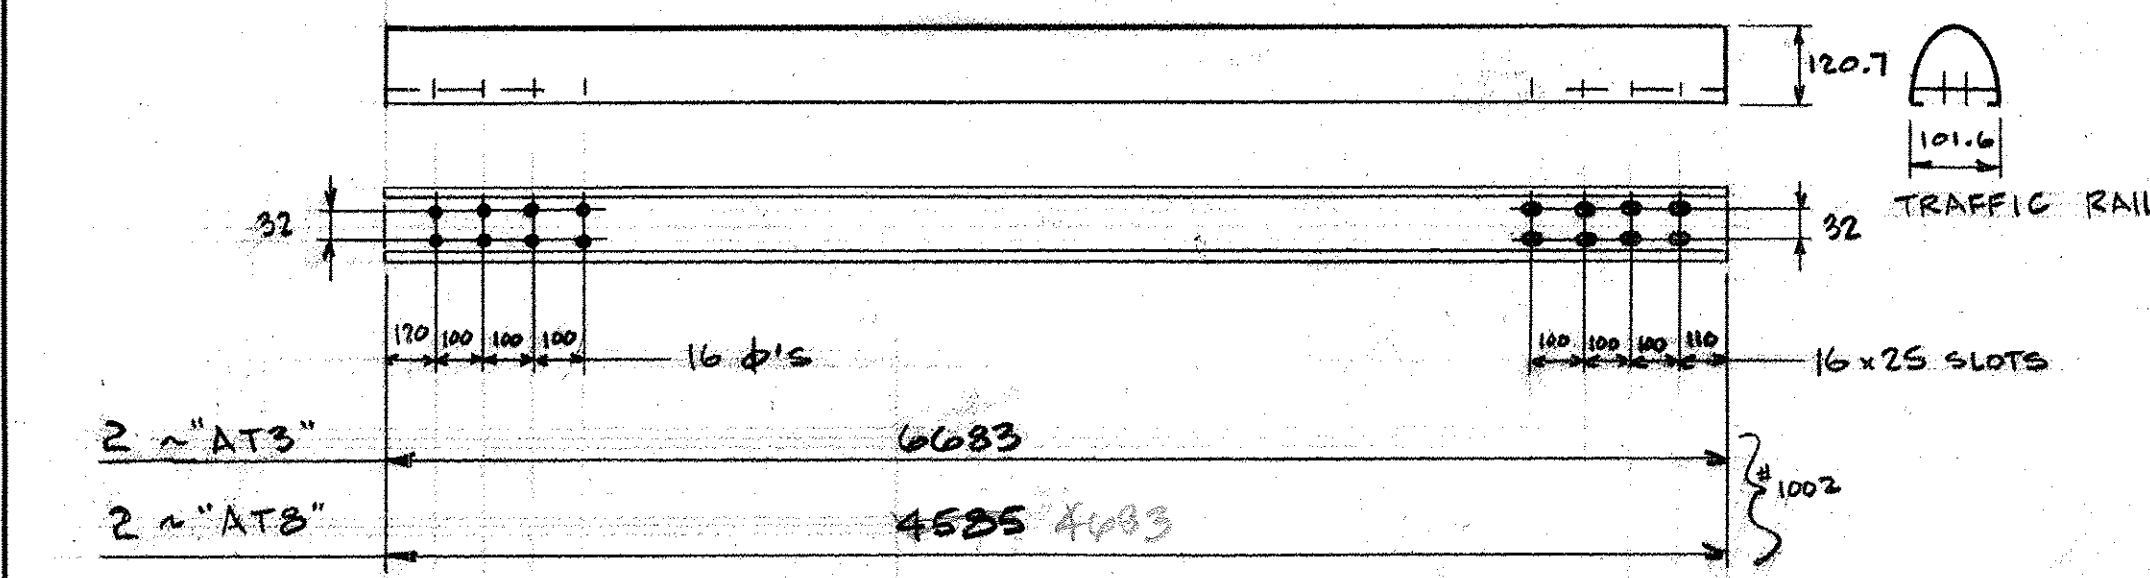 120.7
101.6
TRAFFIC RAIL
32
32
120 100 100 100
16 ϕ'S
100 100 100 110
16 x 25 SLOTS
2 ~ "AT3"
6683
2 ~ "AT8"
4585 4683
#1002